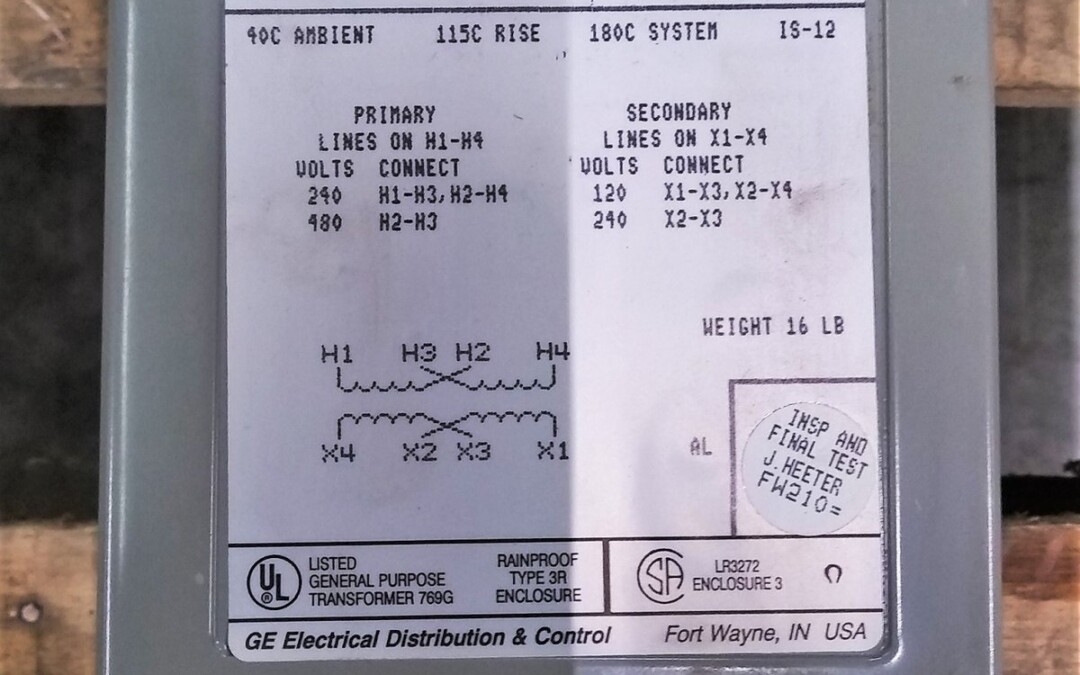 40C AMBIENT 115C RISE 180C SYSTEM IS-12
PRIMARY
LINES ON H1-H4
VOLTS CONNECT
240 H1-H3,H2-H4
480 H2-H3
SECONDARY
LINES ON X1-X4
VOLTS CONNECT
120 X1-X3,X2-X4
240 X2-X3
WEIGHT 16 LB
H1 H3 H2 H4
X4 X2 X3 X1
AL
INSP AND
FINAL TEST
J.HEETER
FW210=
UL
®
LISTED
GENERAL PURPOSE
TRANSFORMER 769G
RAINPROOF
TYPE 3R
ENCLOSURE
SA
LR3272
ENCLOSURE 3
GE Electrical Distribution & Control Fort Wayne, IN USA